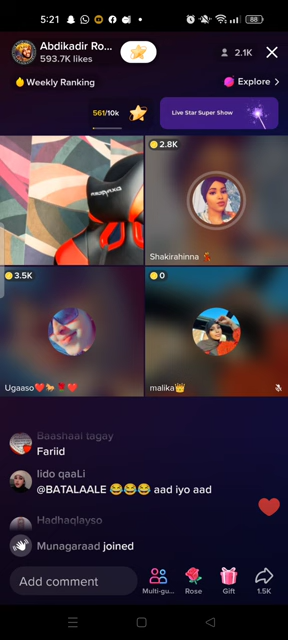 5:21
88
Abdikadir Ro...
593.7K likes
2.1K
Weekly Ranking
Explore
561/10k
Live Star Super Show
2.8K
Shakirahinna
3.5K
Ugaaso❤️🐎🌹❤️
0
malika👑
Baashaal tagay
Fariid
lido qaaLi
@BATALAALE 😂😂😂 aad iyo aad
Hadhaqlayso
Munagaraad joined
Add comment
Multi-gu...
Rose
Gift
1.5K